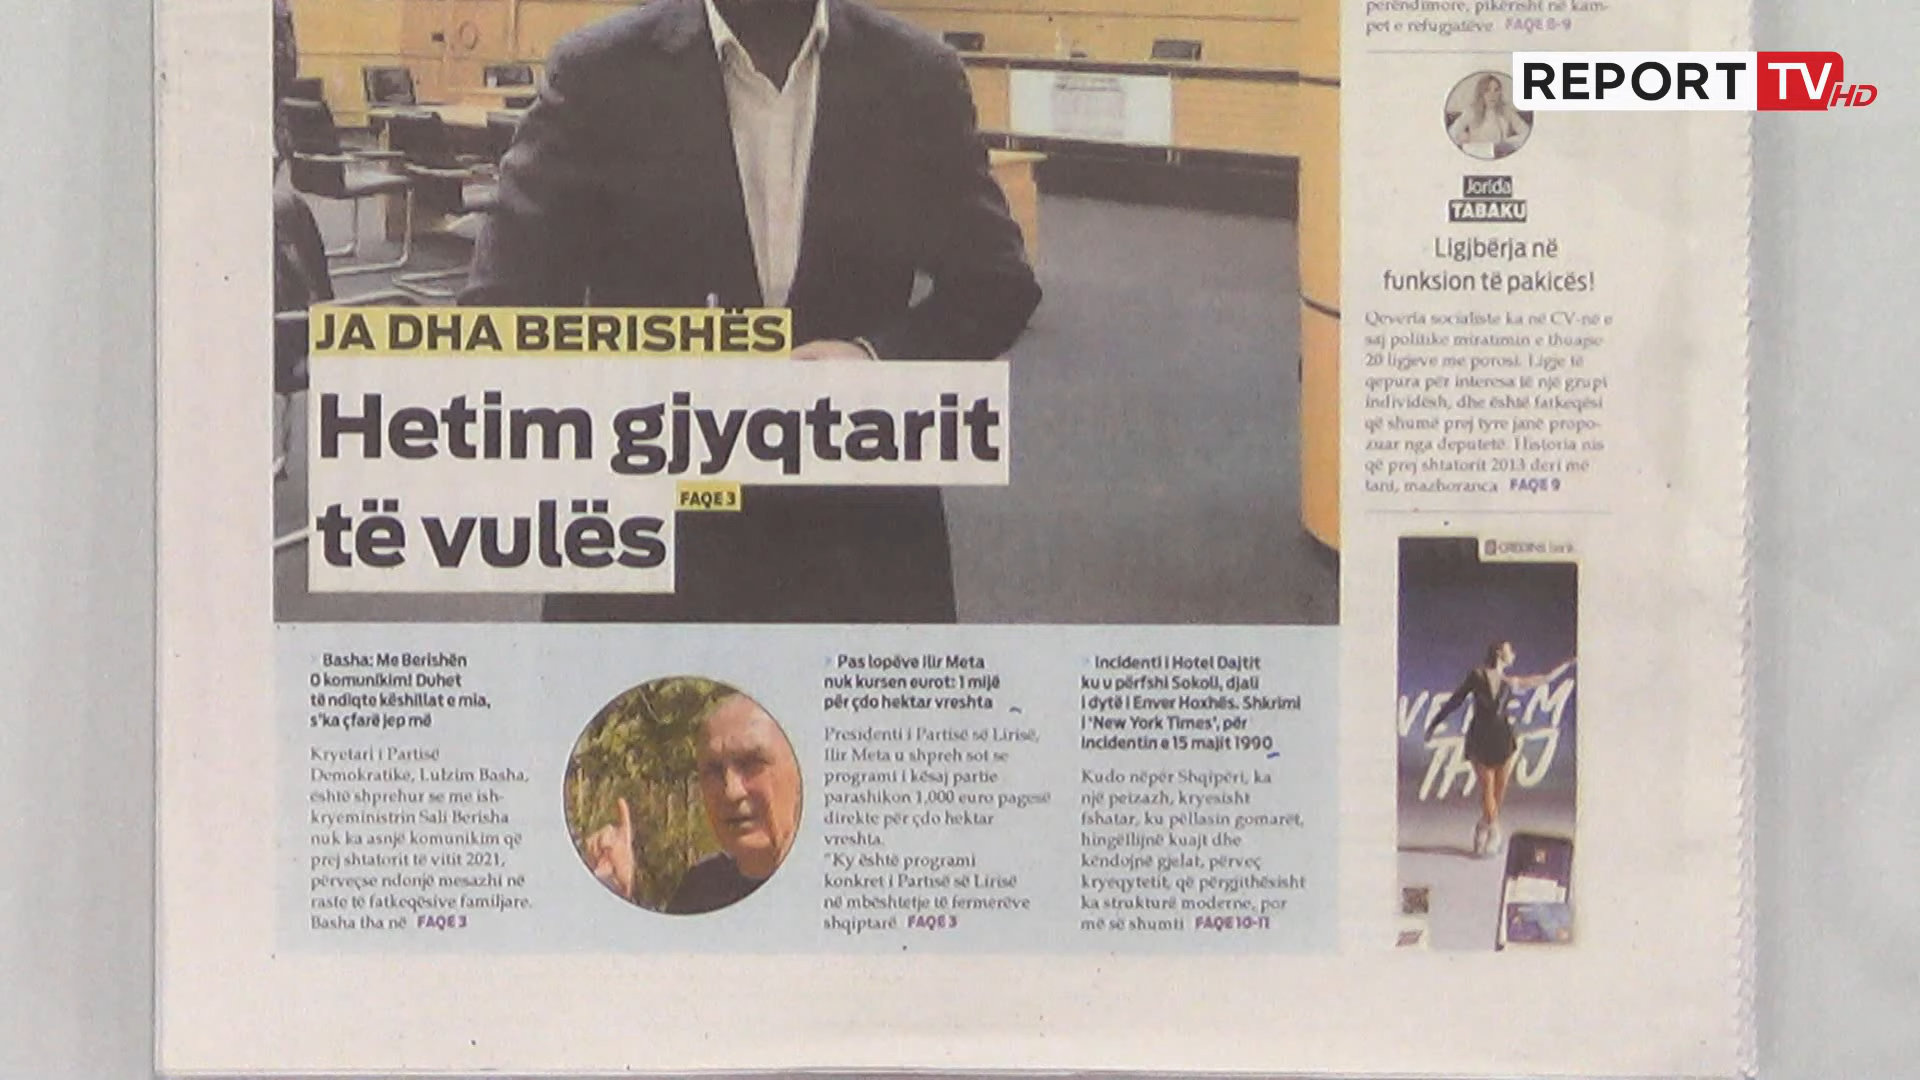 REPORT TV HD
perëndimore, pikërisht në kam-
pet e refugjatëve FAQE 8-9
Jorida
TABAKU
Ligjbërja në
funksion të pakicës!
Qeveria socialiste ka në CV-në e
saj politike miratimin e thuajse
20 ligjeve me porosi. Ligje të
qepura për interesa të një grupi
individësh, dhe është fatkeqësi
që shumë prej tyre janë propo-
zuar nga deputetë. Historia nis
që prej shtatorit 2013 deri më
tani, mazhoranca FAQE 9
JA DHA BERISHËS
Hetim gjyqtarit
të vulës FAQE 3
Basha: Me Berishën
0 komunikim! Duhet
të ndiqte këshillat e mia,
s'ka çfarë jep më
Kryetari i Partisë
Demokratike, Lulzim Basha,
është shprehur se me ish-
kryeministrin Sali Berisha
nuk ka asnjë komunikim që
prej shtatorit të vitit 2021,
përveçse ndonjë mesazhi në
raste të fatkeqësive familjare.
Basha tha në FAQE 3
Pas lopëve Ilir Meta
nuk kursen eurot: 1 mijë
për çdo hektar vreshta
Presidenti i Partisë së Lirisë,
Ilir Meta u shpreh sot se
programi i kësaj partie
parashikon 1,000 euro pagesë
direkte për çdo hektar
vreshta.
"Ky është programi
konkret i Partisë së Lirisë
në mbështetje të fermerëve
shqiptarë FAQE 3
Incidenti i Hotel Dajtit
ku u përfshi Sokoli, djali
i dytë i Enver Hoxhës. Shkrimi
i 'New York Times', për
incidentin e 15 majit 1990
Kudo nëpër Shqipëri, ka
një peizazh, kryesisht
fshatar, ku pëllasin gomarët,
hingëllijnë kuajt dhe
këndojnë gjelat, përveç
kryeqytetit, që përgjithësisht
ka strukturë moderne, por
më së shumti FAQE 10-11
CREDINS bank